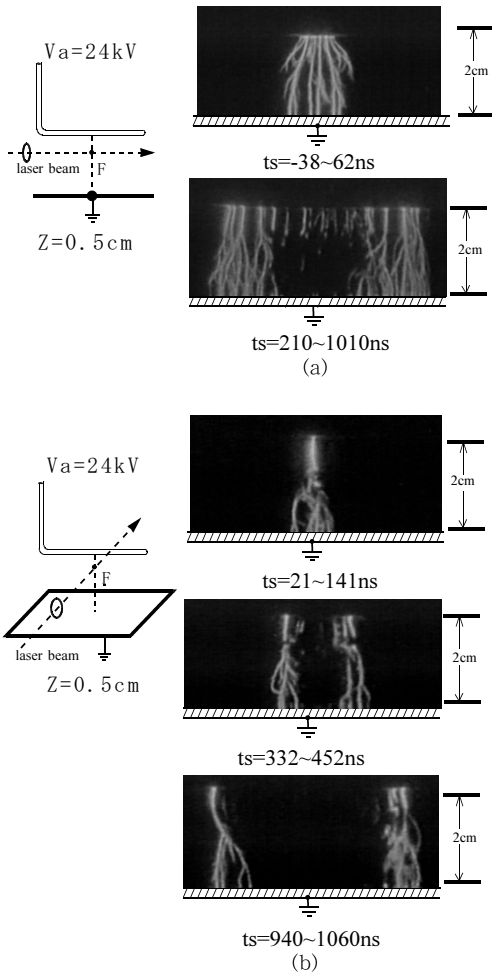 Va=24kV
2cm
laser beam
F
Z=0.5cm
ts=-38~62ns
2cm
ts=210~1010ns
(a)
Va=24kV
2cm
F
laser beam
Z=0.5cm
ts=21~141ns
2cm
ts=332~452ns
2cm
ts=940~1060ns
(b)